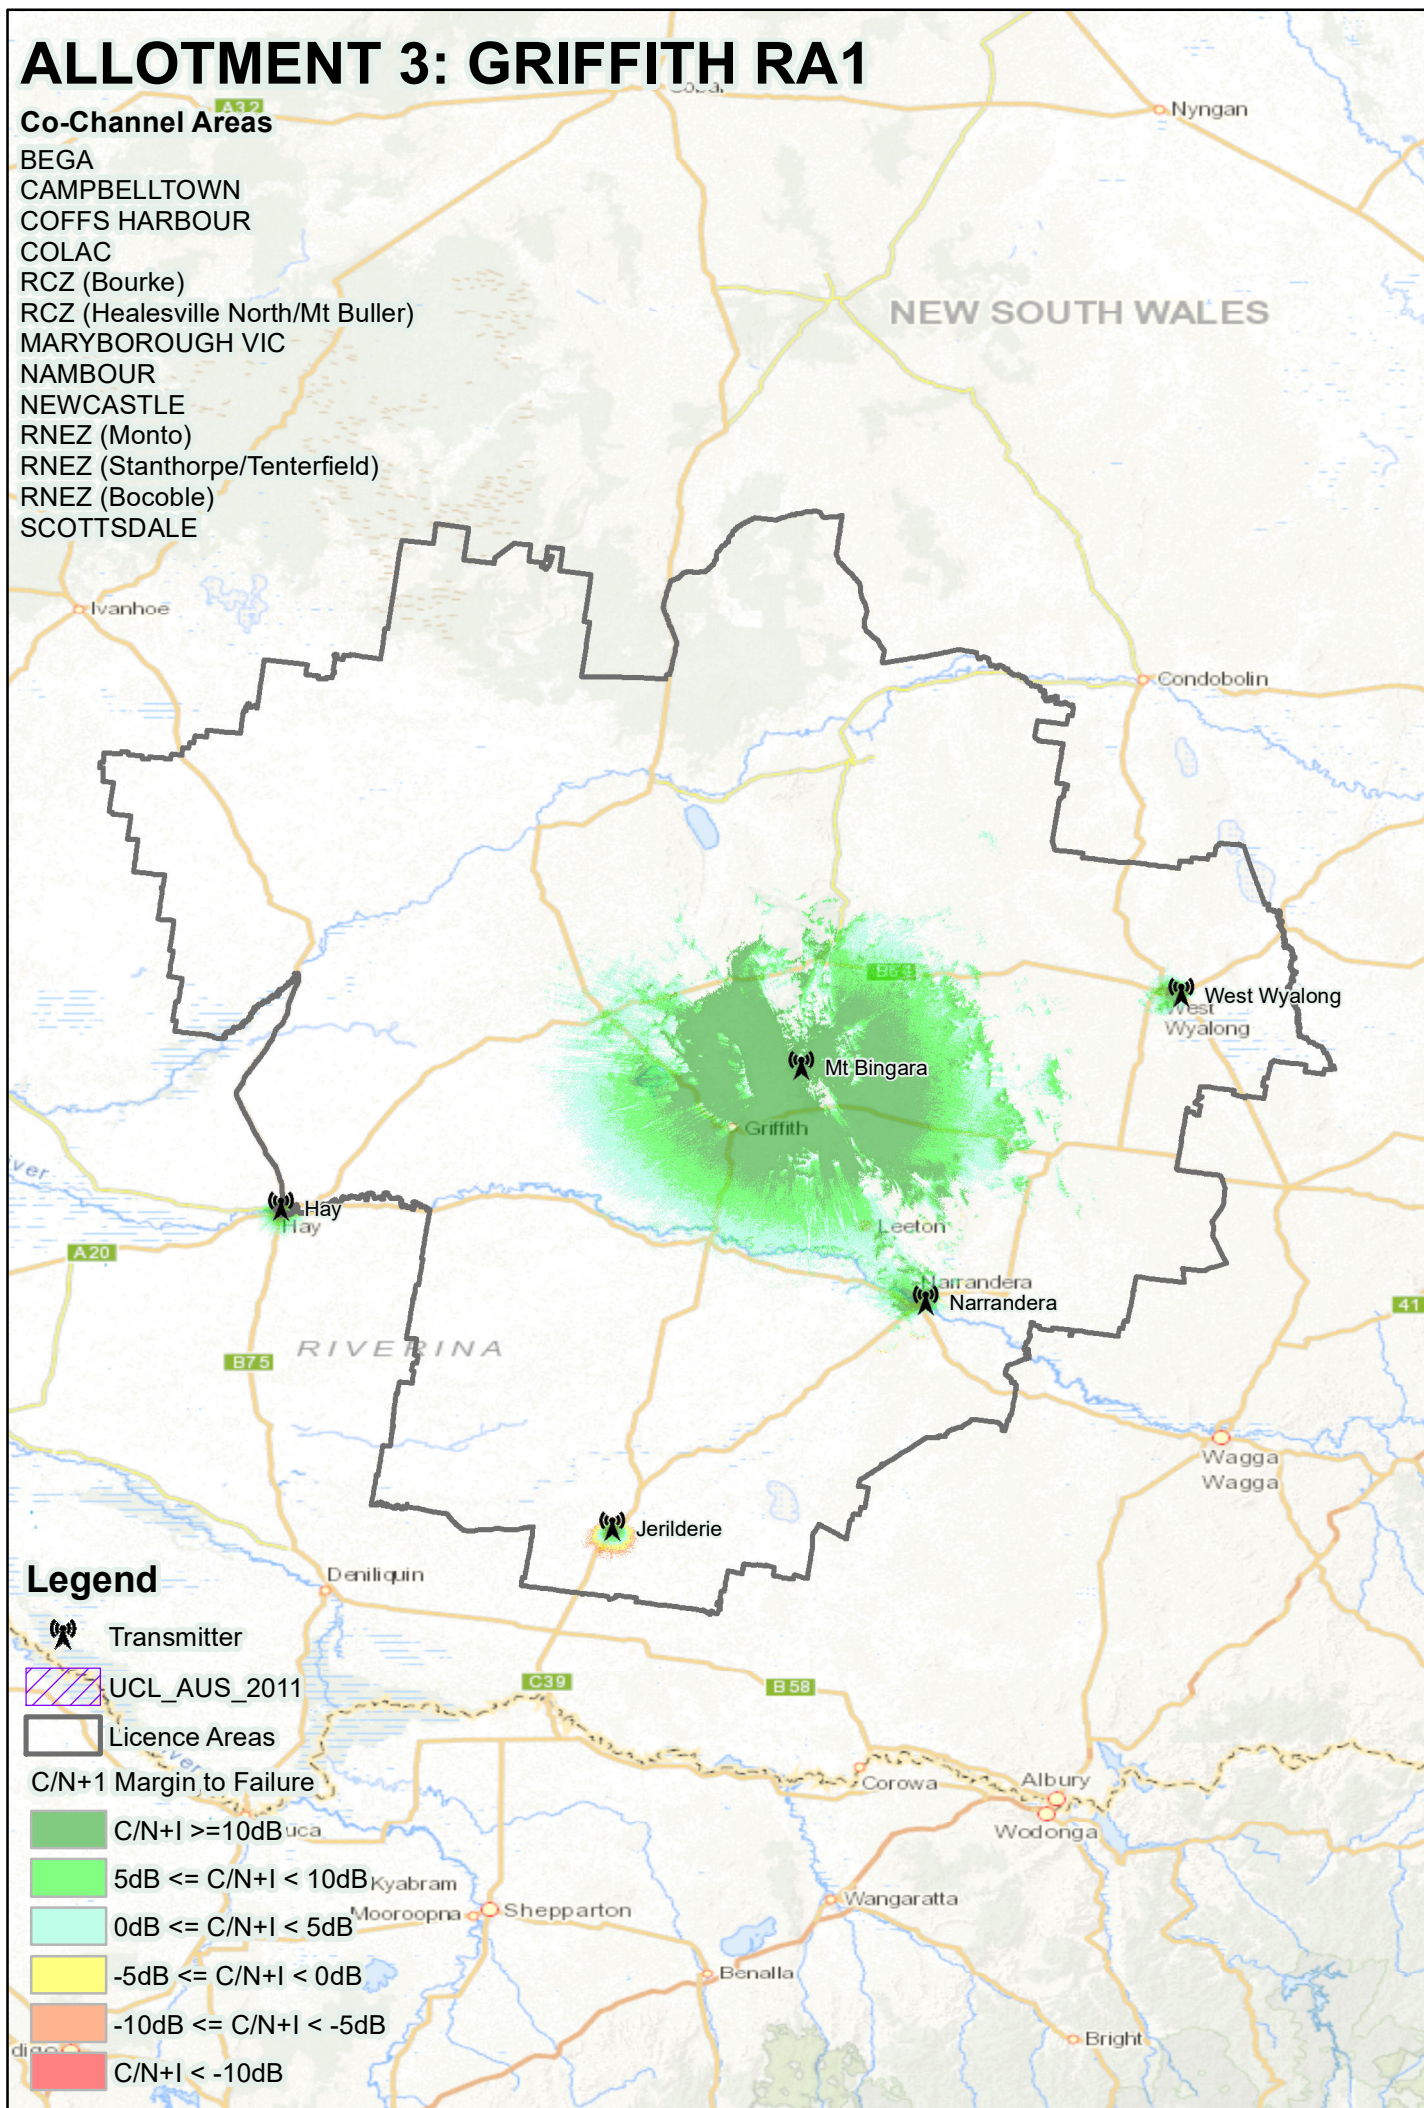 ALLOTMENT 3: GRIFFITH RA1
Co-Channel Areas
BEGA
CAMPBELLTOWN
COFFS HARBOUR
COLAC
RCZ (Bourke)
RCZ (Healesville North/Mt Buller)
MARYBOROUGH VIC
NAMBOUR
NEWCASTLE
RNEZ (Monto)
RNEZ (Stanthorpe/Tenterfield)
RNEZ (Bocoble)
SCOTTSDALE
A32
Nyngan
NEW SOUTH WALES
Ivanhoe
Condobolin
B64
West Wyalong
West
Wyalong
Mt Bingara
Griffith
Hay
Hay
Leeton
A20
Narrandera
Narrandera
41
RIVERINA
B75
Wagga
Wagga
Jerilderie
Deniliquin
C39
B58
Corowa
Albury
Wodonga
Kyabram
Mooroopna
Shepparton
Wangaratta
Benalla
Bright
Legend
Transmitter
UCL_AUS_2011
Licence Areas
C/N+1 Margin to Failure
C/N+I >=10dB
5dB <= C/N+I < 10dB
0dB <= C/N+I < 5dB
-5dB <= C/N+I < 0dB
-10dB <= C/N+I < -5dB
C/N+I < -10dB